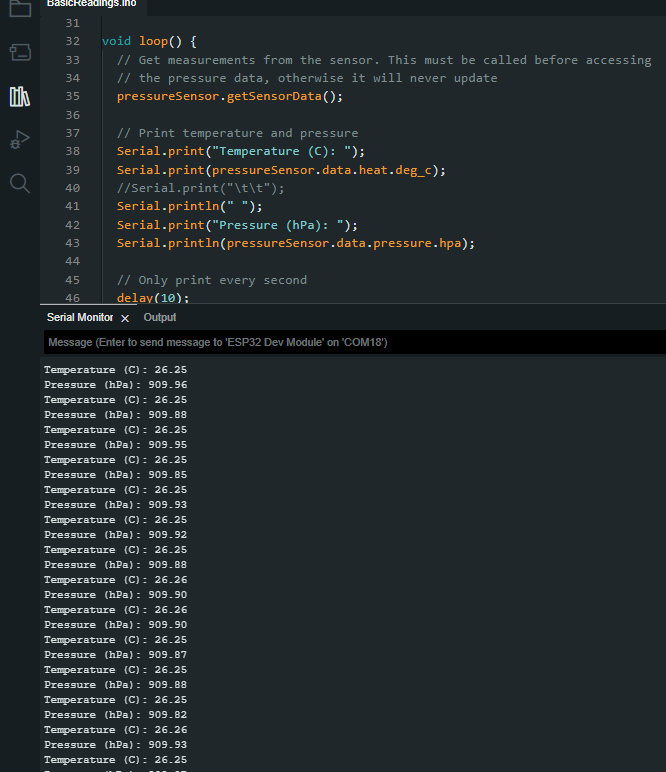 BasicReadings.ino
31
32 void loop() {
33 // Get measurements from the sensor. This must be called before accessing
34 // the pressure data, otherwise it will never update
35 pressureSensor.getSensorData();
36
37 // Print temperature and pressure
38 Serial.print("Temperature (C): ");
39 Serial.print(pressureSensor.data.heat.deg_c);
40 //Serial.print("\t\t");
41 Serial.println(" ");
42 Serial.print("Pressure (hPa): ");
43 Serial.println(pressureSensor.data.pressure.hpa);
44
45 // Only print every second
46 delay(10);
Serial Monitor × Output
Message (Enter to send message to 'ESP32 Dev Module' on 'COM18')
Temperature (C): 26.25
Pressure (hPa): 909.96
Temperature (C): 26.25
Pressure (hPa): 909.88
Temperature (C): 26.25
Pressure (hPa): 909.95
Temperature (C): 26.25
Pressure (hPa): 909.85
Temperature (C): 26.25
Pressure (hPa): 909.93
Temperature (C): 26.25
Pressure (hPa): 909.92
Temperature (C): 26.25
Pressure (hPa): 909.88
Temperature (C): 26.26
Pressure (hPa): 909.90
Temperature (C): 26.26
Pressure (hPa): 909.90
Temperature (C): 26.25
Pressure (hPa): 909.87
Temperature (C): 26.25
Pressure (hPa): 909.88
Temperature (C): 26.25
Pressure (hPa): 909.82
Temperature (C): 26.26
Pressure (hPa): 909.93
Temperature (C): 26.25